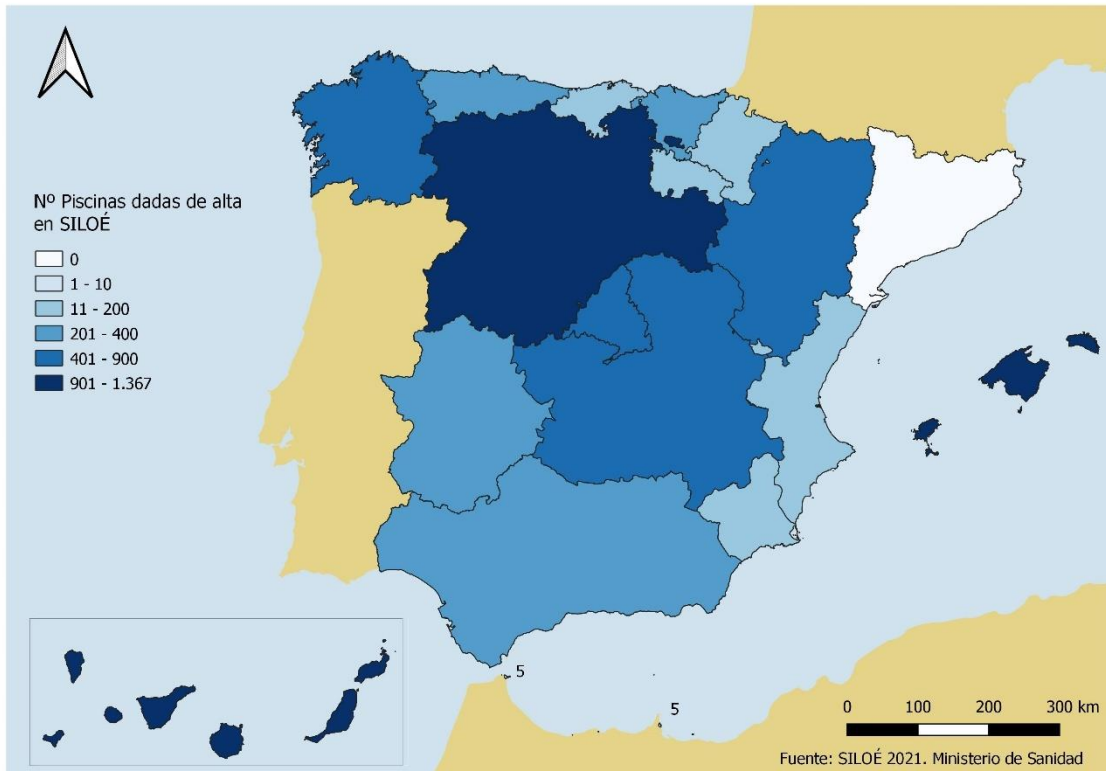 Nº Piscinas dadas de alta
en SILOÉ
0
1 - 10
11 - 200
201 - 400
401 - 900
901 - 1.367
5
5
0 100 200 300 km
Fuente: SILOÉ 2021. Ministerio de Sanidad